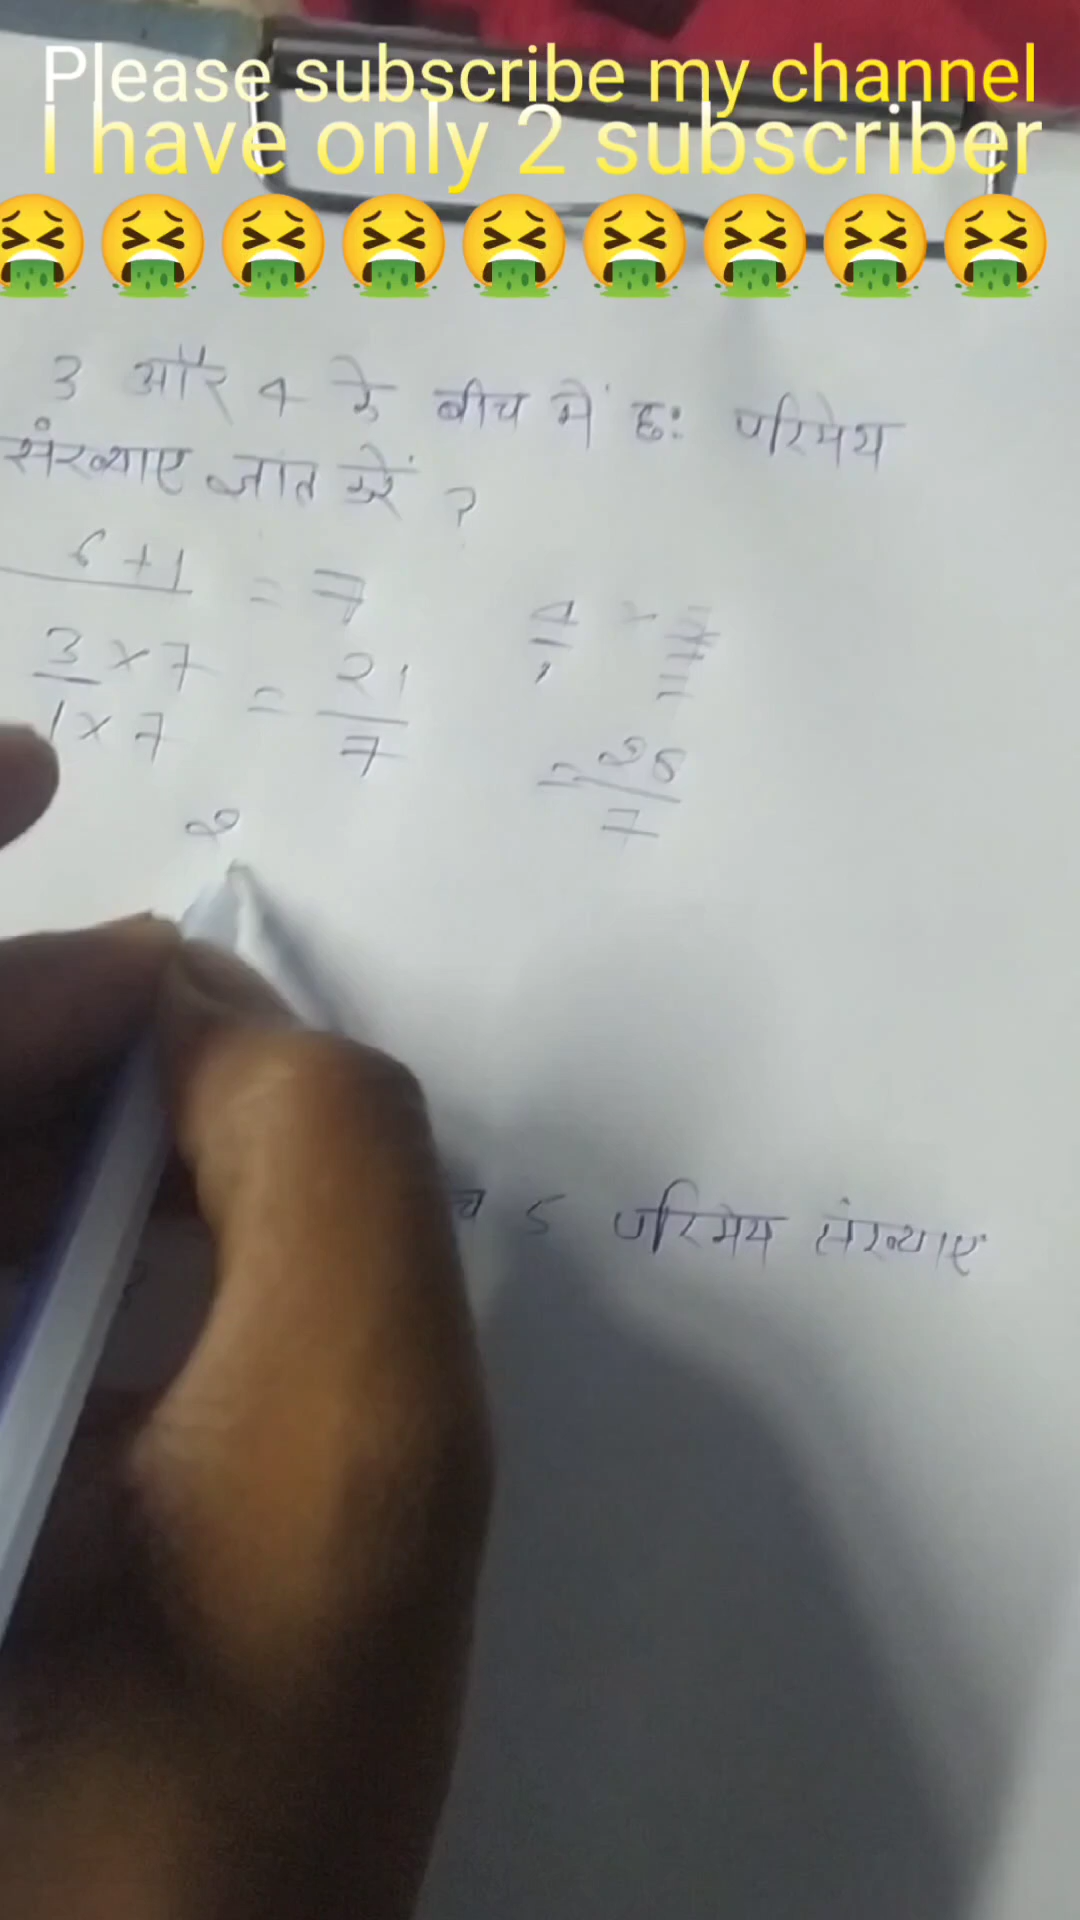 Please subscribe my channel
I have only 2 subscriber
🤮🤮🤮🤮🤮🤮🤮🤮🤮
3 और 4 के बीच में छः परिमेय
संख्याए ज्ञात करें ?
6+1 = 7
3×7 / 1×7 = 21/7
4/1 ×
= 28/7
2
च 5 परिमेय संख्याए